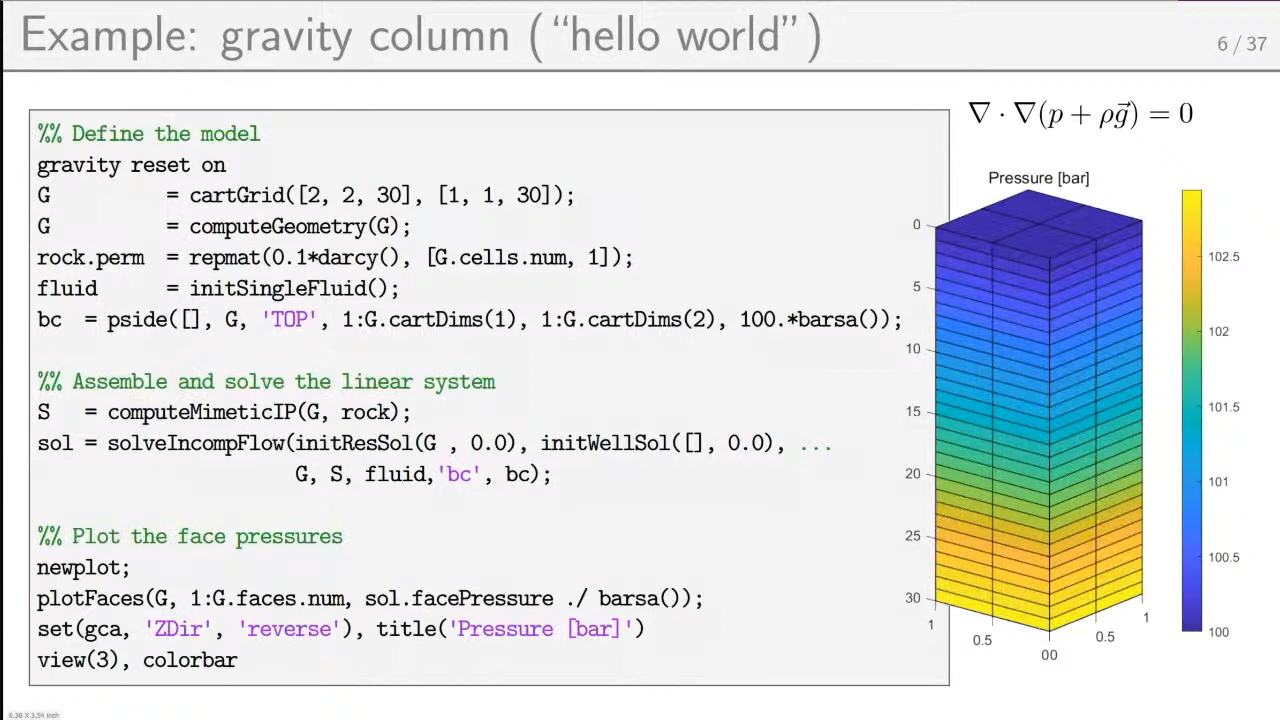 Example: gravity column (“hello world”)
6 / 37
%% Define the model
gravity reset on
G = cartGrid([2, 2, 30], [1, 1, 30]);
G = computeGeometry(G);
rock.perm = repmat(0.1*darcy(), [G.cells.num, 1]);
fluid = initSingleFluid();
bc = pside([], G, 'TOP', 1:G.cartDims(1), 1:G.cartDims(2), 100.*barsa());
%% Assemble and solve the linear system
S = computeMimeticIP(G, rock);
sol = solveIncompFlow(initResSol(G , 0.0), initWellSol([], 0.0), ...
G, S, fluid,'bc', bc);
%% Plot the face pressures
newplot;
plotFaces(G, 1:G.faces.num, sol.facePressure ./ barsa());
set(gca, 'ZDir', 'reverse'), title('Pressure [bar]')
view(3), colorbar
∇ · ∇(p + ρg⃗) = 0
Pressure [bar]
0
5
10
15
20
25
30
1
0.5
00
0.5
1
102.5
102
101.5
101
100.5
100
6.30 X 3.54 inch